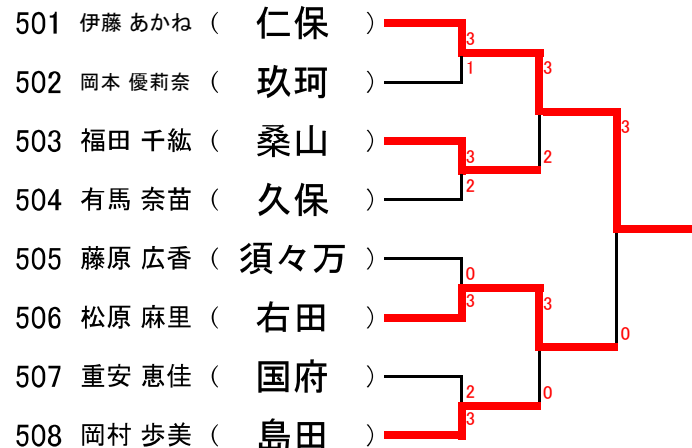 501 伊藤 あかね ( 仁保 )
3
502 岡本 優莉奈 ( 玖珂 )
1
3
3
503 福田 千紘 ( 桑山 )
3
2
504 有馬 奈苗 ( 久保 )
2
505 藤原 広香 ( 須々万 )
0
506 松原 麻里 ( 右田 )
3
3
0
507 重安 恵佳 ( 国府 )
2
0
508 岡村 歩美 ( 島田 )
3